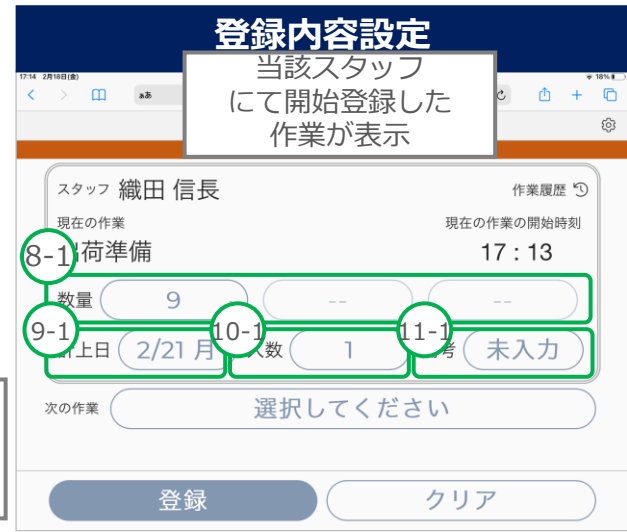 登録内容設定
当該スタッフ
にて開始登録した
作業が表示
17:14 2月18日(金)
18%
ぁあ
スタッフ 織田 信長
作業履歴
現在の作業
現在の作業の開始時刻
荷準備
17:13
8-1
数量 9 -- --
9-1
10-1
11-1
上日 2/21 月
人数 1
考 未入力
次の作業 選択してください
登録 クリア